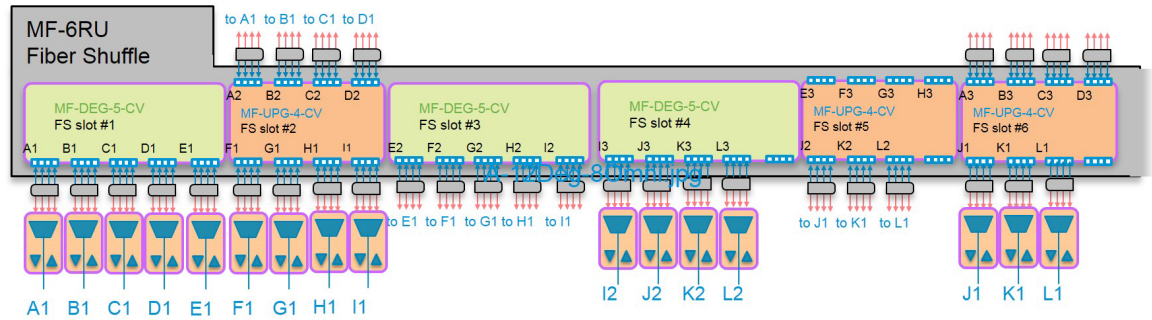 MF-6RU
Fiber Shuffle
to A1 to B1 to C1 to D1
A2 B2 C2 D2
E3 F3 G3 H3
A3 B3 C3 D3
MF-DEG-5-CV
FS slot #1
MF-UPG-4-CV
FS slot #2
MF-DEG-5-CV
FS slot #3
MF-DEG-5-CV
FS slot #4
MF-UPG-4-CV
FS slot #5
MF-UPG-4-CV
FS slot #6
A1 B1 C1 D1 E1
F1 G1 H1 I1
E2 F2 G2 H2 I2
I3 J3 K3 L3
J2 K2 L2
J1 K1 L1
to E1 to F1 to G1 to H1 to I1
to J1 to K1 to L1
A1 B1 C1 D1 E1 F1 G1 H1 I1
I2 J2 K2 L2
J1 K1 L1